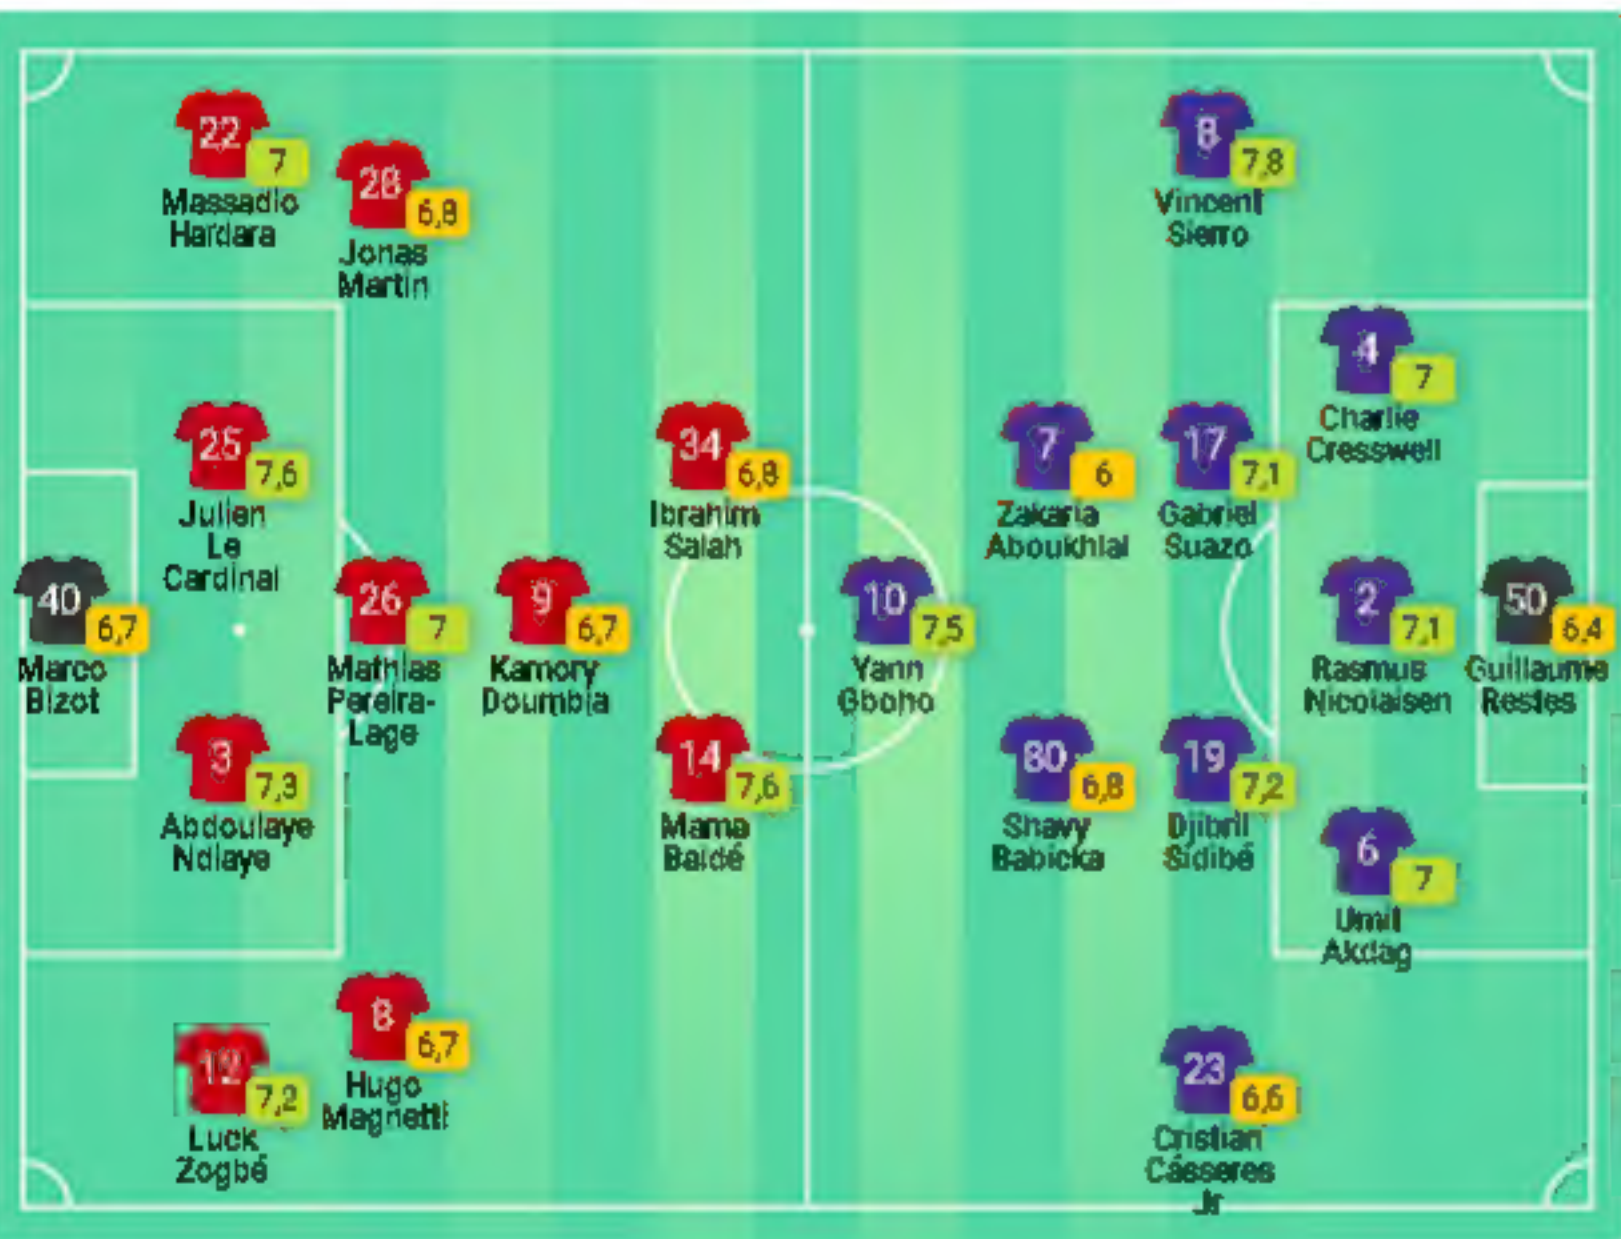 22
7
Massadio
Haïdara
28
6,8
Jonas
Martin
25
7,6
Julien
Le
Cardinal
40
6,7
Marco
Bizot
3
7,3
Abdoulaye
Ndiaye
12
7,2
Luck
Zogbé
26
7
Mathias
Pereira-
Lage
8
6,7
Hugo
Magnetti
9
6,7
Kamory
Doumbia
34
6,8
Ibrahim
Salah
14
7,6
Mama
Baldé
10
7,5
Yann
Gboho
7
6
Zakaria
Aboukhlal
80
6,8
Shavy
Babicka
8
7,8
Vincent
Sierro
17
7,1
Gabriel
Suazo
19
7,2
Djibril
Sidibé
23
6,6
Cristian
Cásseres
Jr
4
7
Charlie
Cresswell
2
7,1
Rasmus
Nicolaisen
6
7
Umit
Akdag
50
6,4
Guillaume
Restes